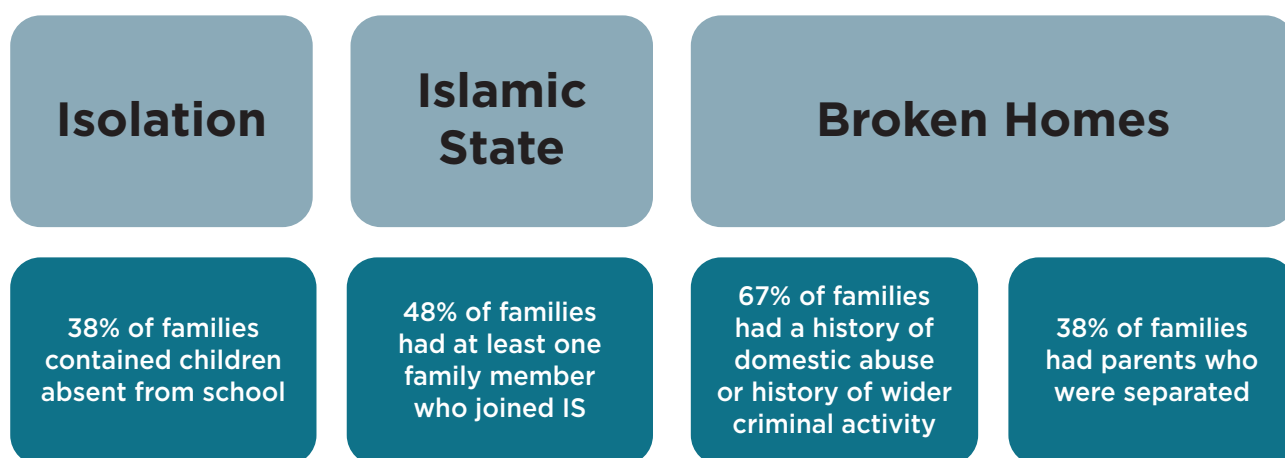 Isolation
Islamic
State
Broken Homes
38% of families
contained children
absent from school
48% of families
had at least one
family member
who joined IS
67% of families
had a history of
domestic abuse
or history of wider
criminal activity
38% of families
had parents who
were separated